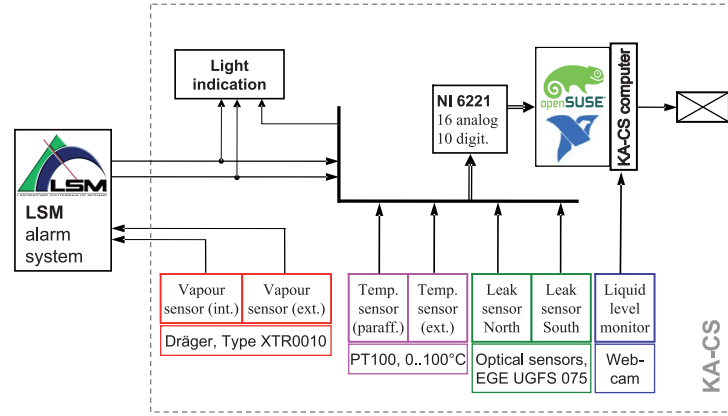 Light
indication
NI 6221
16 analog
10 digit.
openSUSE
KA-CS computer
LSM
LSM
alarm
system
Vapour
sensor (int.)
Vapour
sensor (ext.)
Dräger, Type XTR0010
Temp.
sensor
(paraff.)
Temp.
sensor
(ext.)
PT100, 0..100°C
Leak
sensor
North
Leak
sensor
South
Optical sensors,
EGE UGFS 075
Liquid
level
monitor
Web-
cam
KA-CS